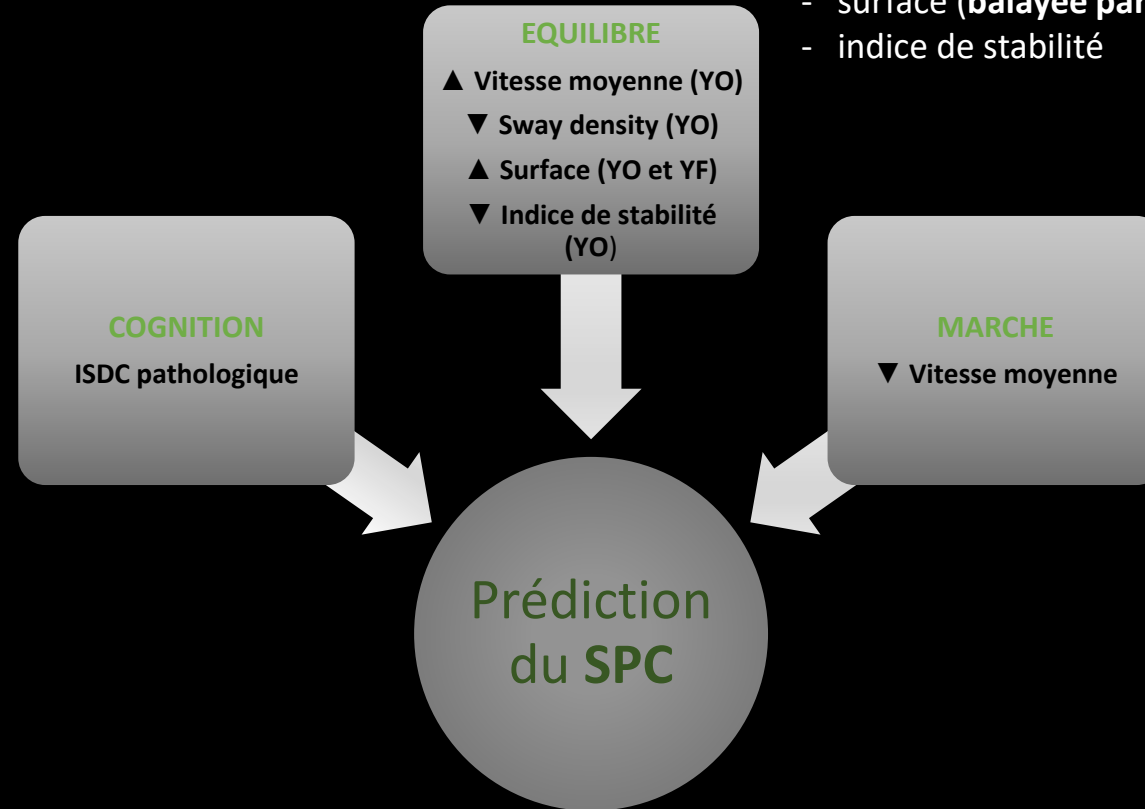 - surface (balayée par
- indice de stabilité
EQUILIBRE
▲ Vitesse moyenne (YO)
▼ Sway density (YO)
▲ Surface (YO et YF)
▼ Indice de stabilité
(YO)
COGNITION
ISDC pathologique
MARCHE
▼ Vitesse moyenne
Prédiction
du SPC